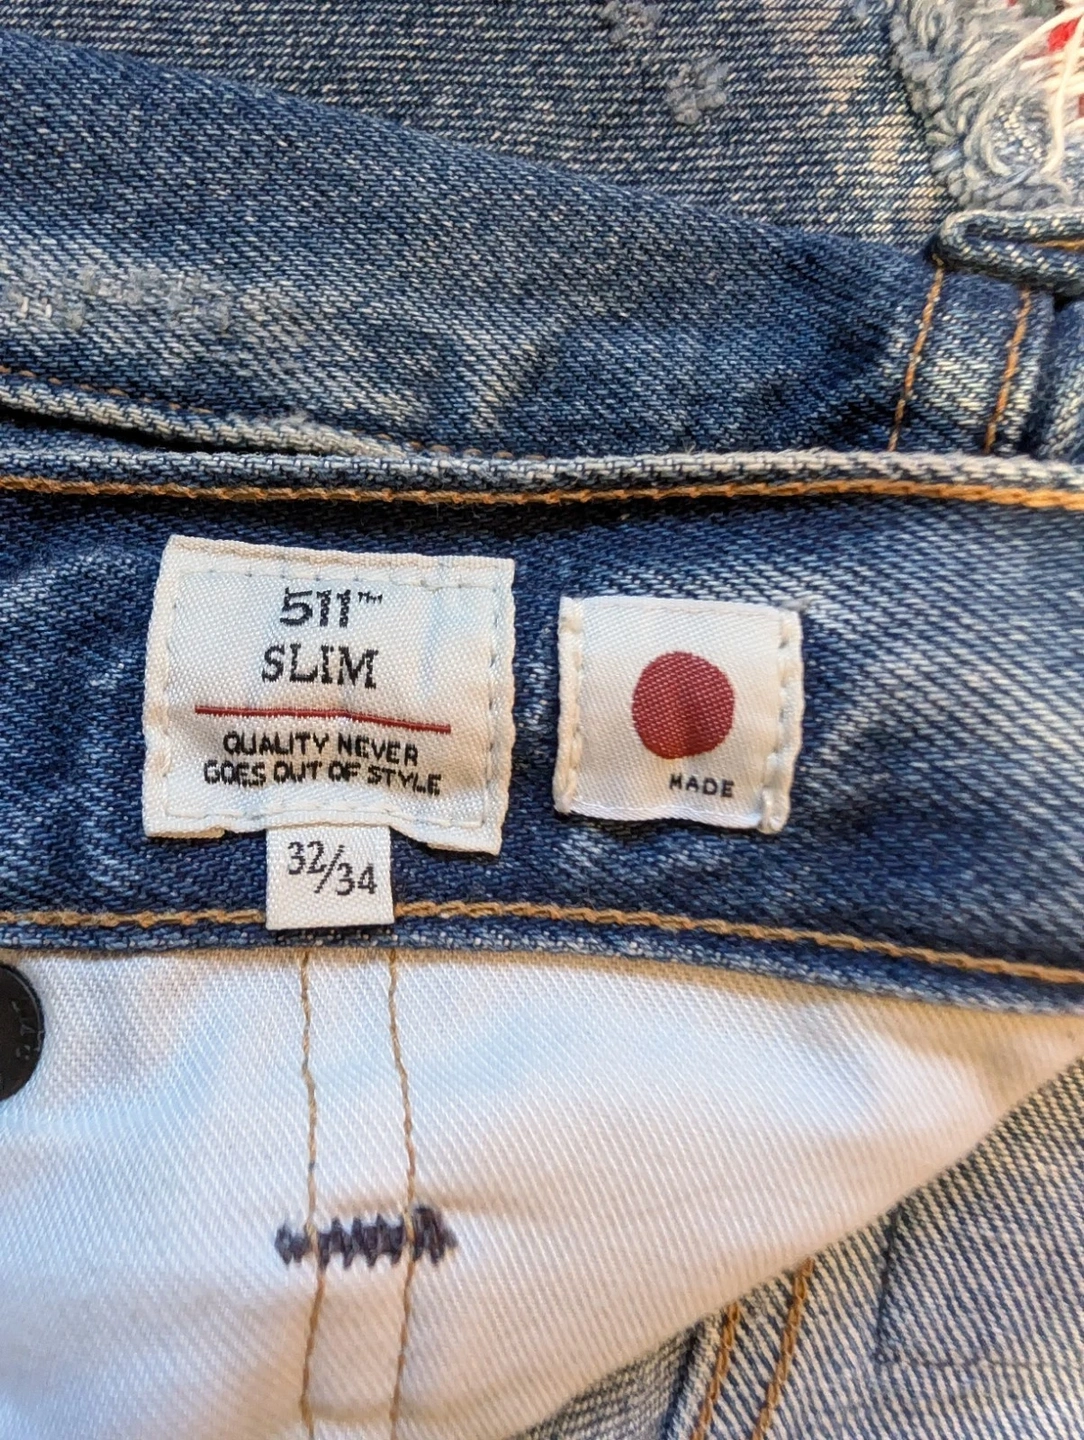 511™
SLIM
QUALITY NEVER
GOES OUT OF STYLE
32/34
MADE